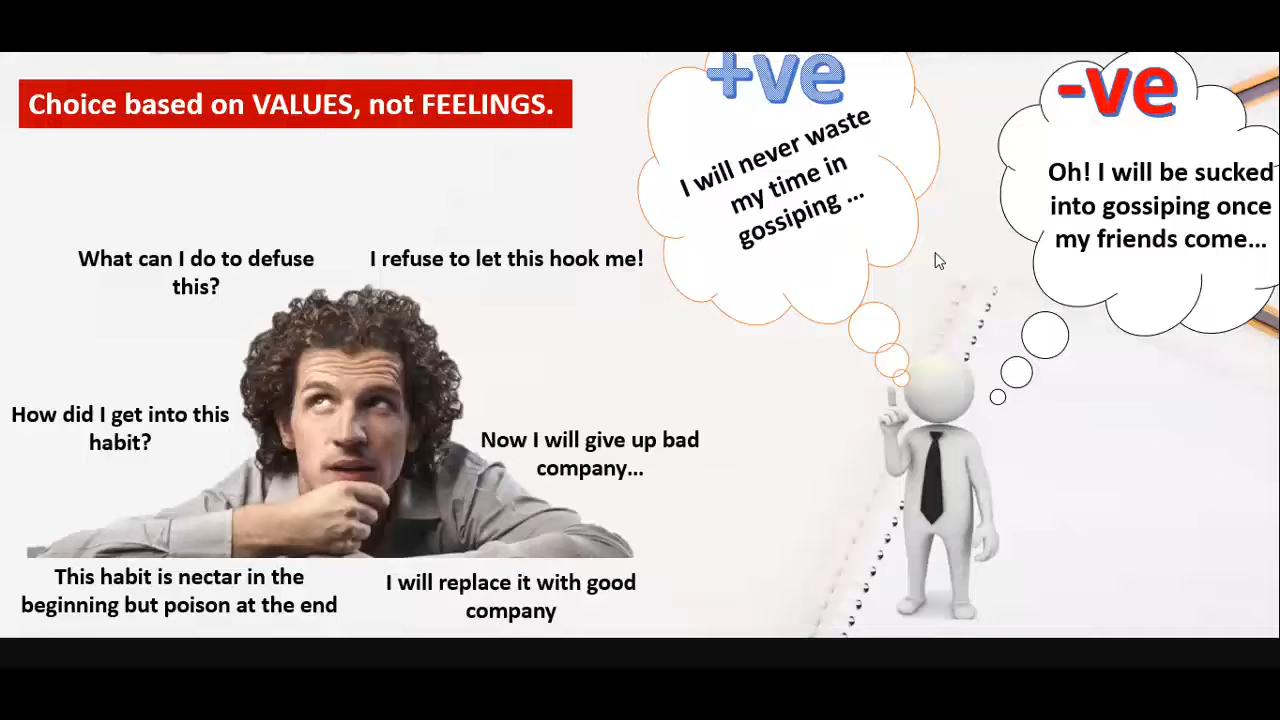 Choice based on VALUES, not FEELINGS.
+ve
I will never waste
my time in
gossiping ...
-ve
Oh! I will be sucked
into gossiping once
my friends come...
What can I do to defuse
this?
I refuse to let this hook me!
How did I get into this
habit?
Now I will give up bad
company...
This habit is nectar in the
beginning but poison at the end
I will replace it with good
company